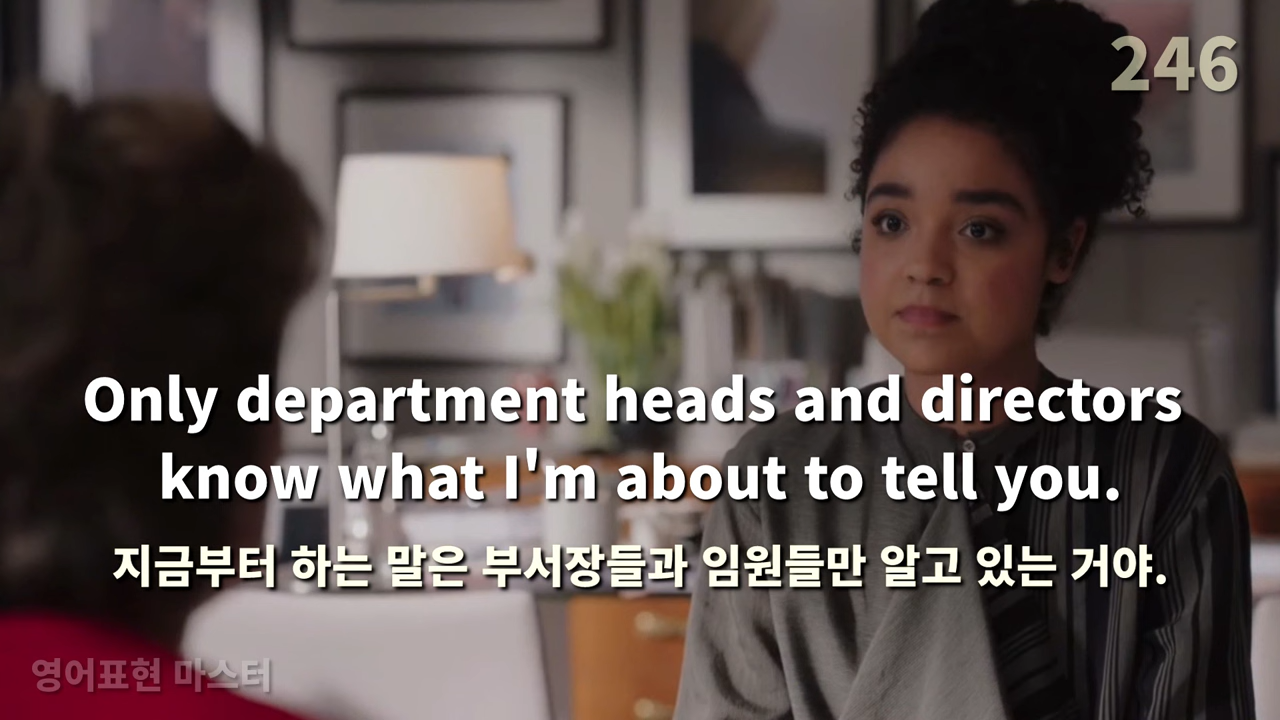 246
Only department heads and directors
know what I'm about to tell you.
지금부터 하는 말은 부서장들과 임원들만 알고 있는 거야.
영어표현 마스터